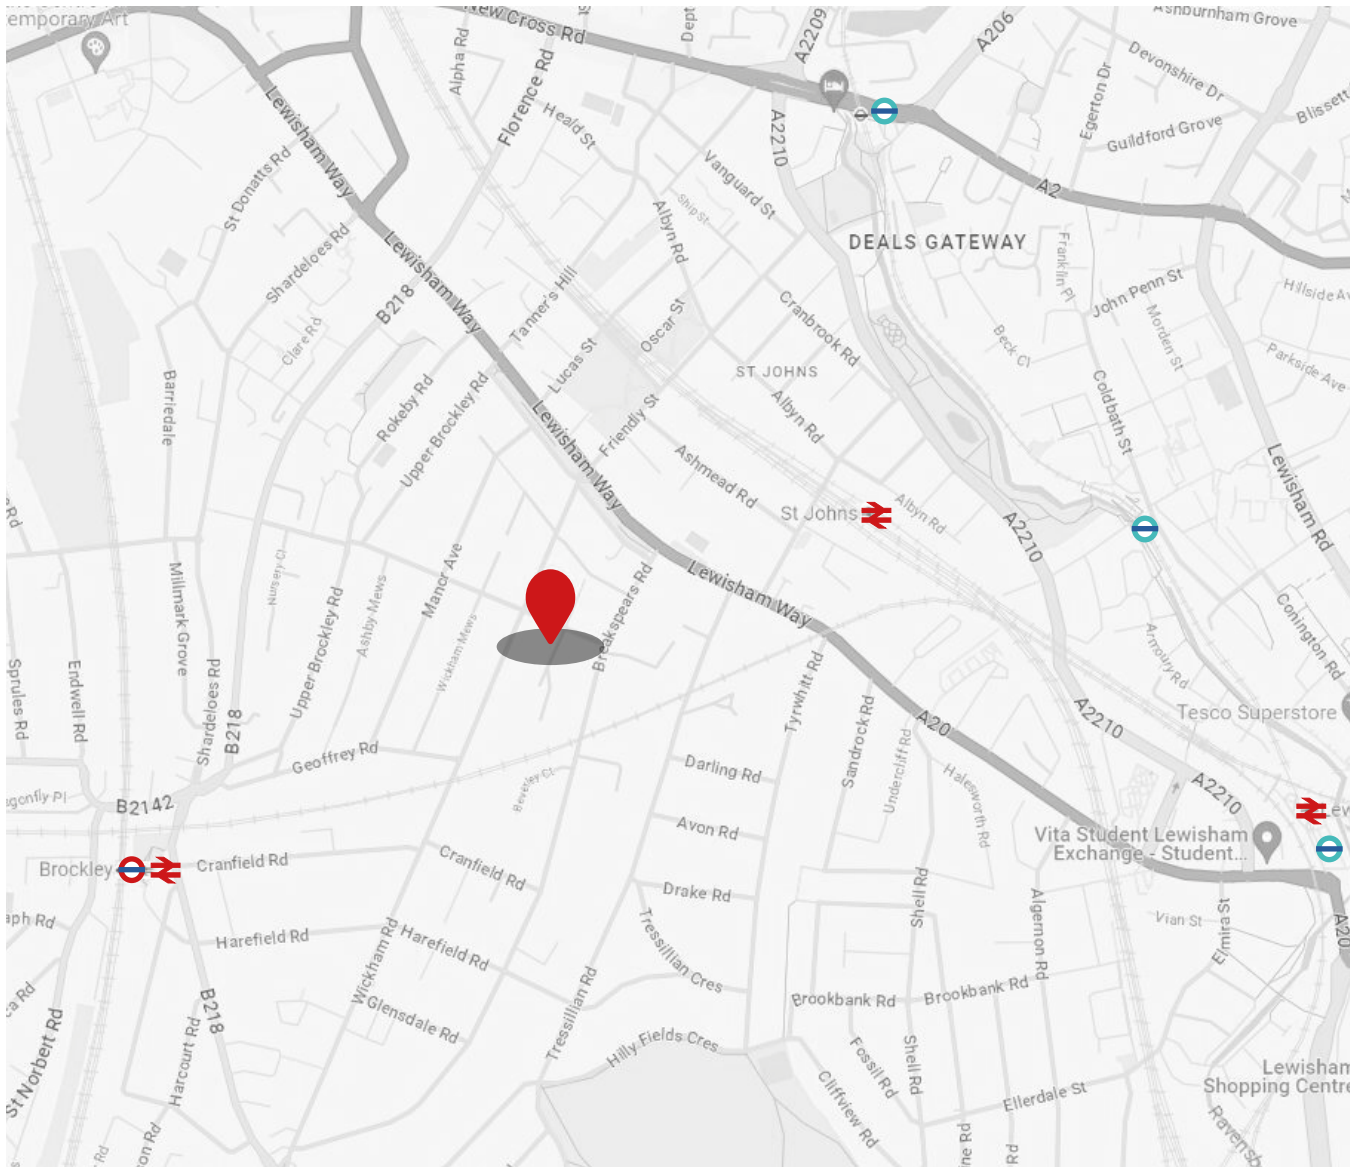 temporary Art
New Cross Rd
A2209
A206
Ashburnham Grove
Alpha Rd
Florence Rd
Devonshire Dr
Egerton Dr
Lewisham Way
Heald St
A2210
Guildford Grove
St Donatts Rd
Vanguard St
A2
Ship St
Albyn Rd
DEALS GATEWAY
Shardeloes Rd
Lewisham Way
Franklin Pl
John Penn St
B218
Tanner's Hill
Oscar St
Cranbrook Rd
Morden St
Clare Rd
Beck Cl
Parkside Ave
Lucas St
ST JOHNS
Barriedale
Rokeby Rd
Upper Brockley Rd
Friendly St
Albyn Rd
Coldbath St
Lewisham Way
Ashmead Rd
Lewisham Rd
St Johns
Albyn Rd
A2210
Nursery Cl
Millmark Grove
Manor Ave
Ashby Mews
Upper Brockley Rd
Wickham Mews
Breakspears Rd
Lewisham Way
Conington Rd
Armoury Rd
Sprules Rd
Endwell Rd
Shardeloes Rd
B218
Tyrwhitt Rd
Sandrock Rd
Undercliff Rd
A20
A2210
Tesco Superstore
Geoffrey Rd
Darling Rd
Halesworth Rd
A2210
B2142
Beverley Ct
Avon Rd
Vita Student Lewisham
Exchange - Student...
Brockley
Cranfield Rd
Cranfield Rd
Drake Rd
Shell Rd
Algernon Rd
Vian St
Elmira St
A20
Harefield Rd
Harefield Rd
Wickham Rd
Tressillian Cres
Tressillian Rd
Brookbank Rd
Brookbank Rd
St Norbert Rd
B218
Glensdale Rd
Harcourt Rd
Hilly Fields Cres
Fossil Rd
Shell Rd
Cliffview Rd
Ellerdale St
Lewisham
Shopping Centre